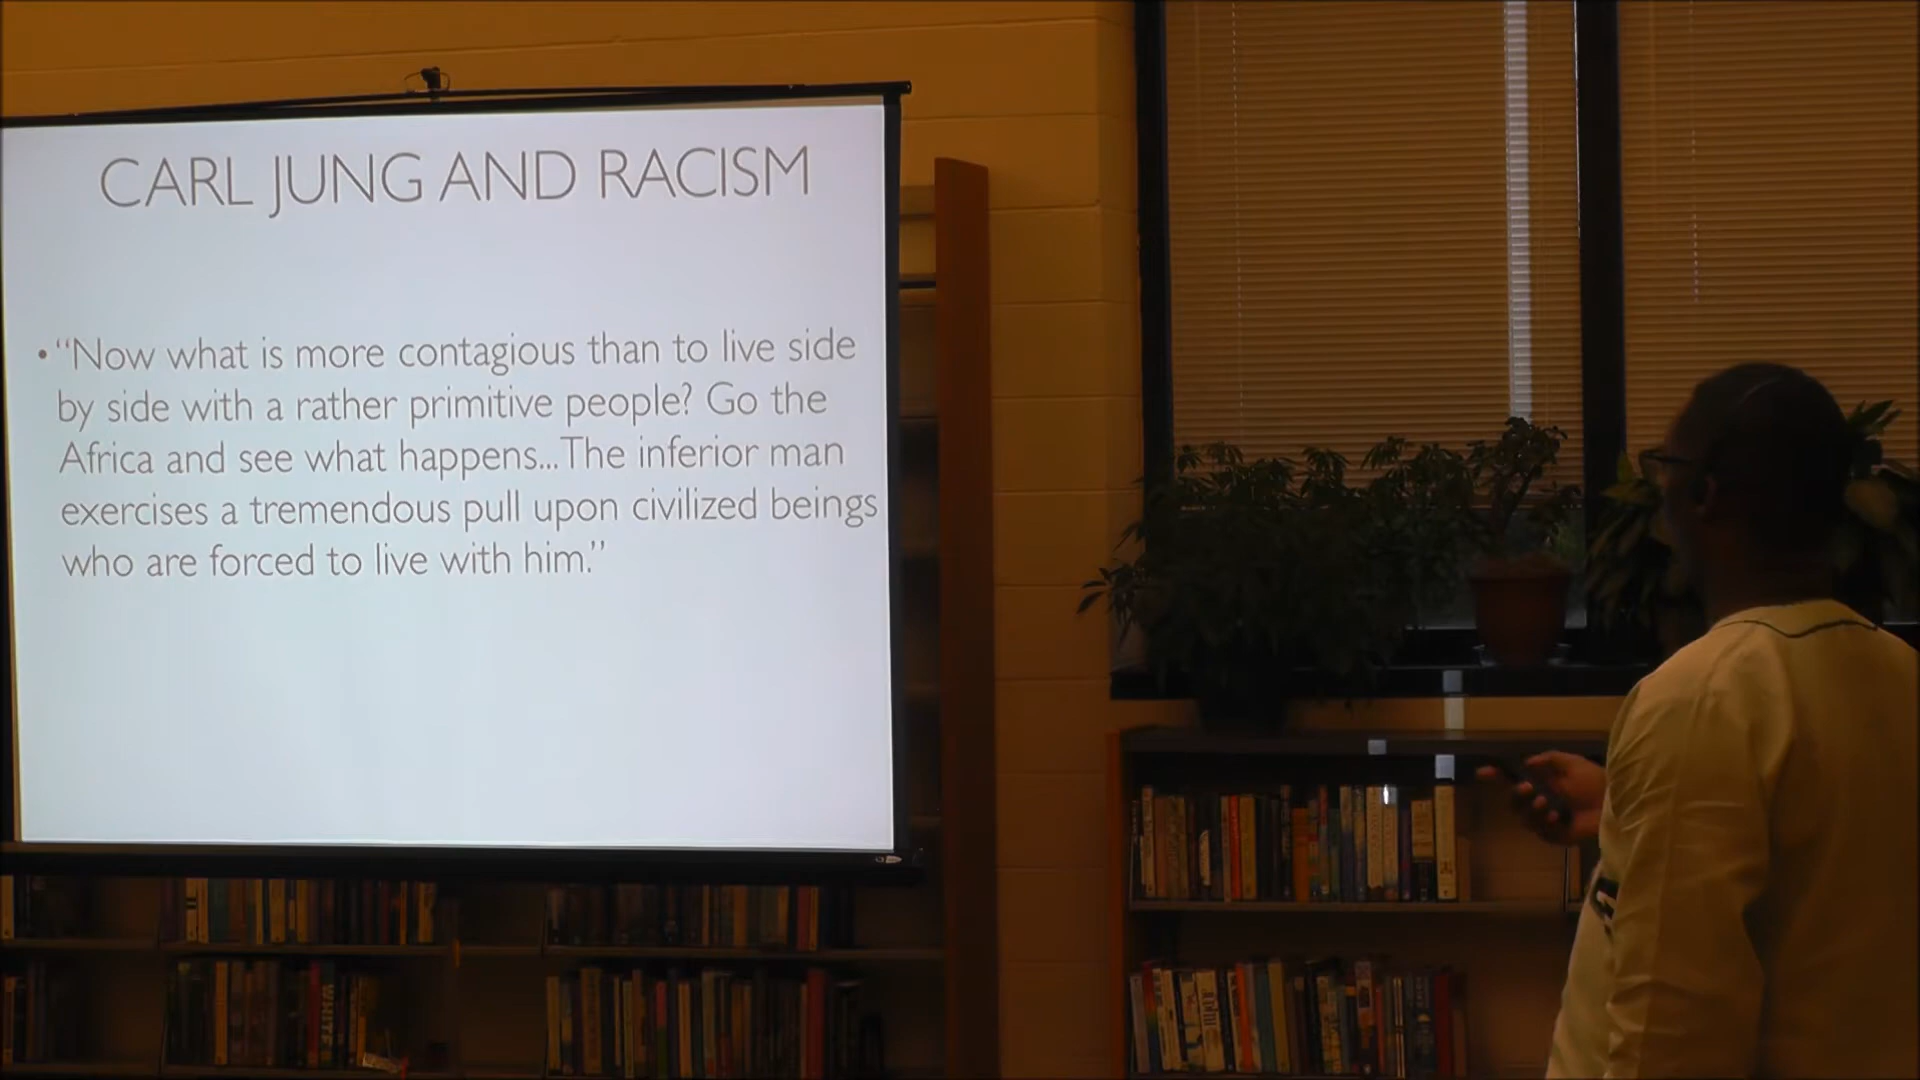 CARL JUNG AND RACISM
• "Now what is more contagious than to live side
by side with a rather primitive people? Go the
Africa and see what happens...The inferior man
exercises a tremendous pull upon civilized beings
who are forced to live with him."
WHITE